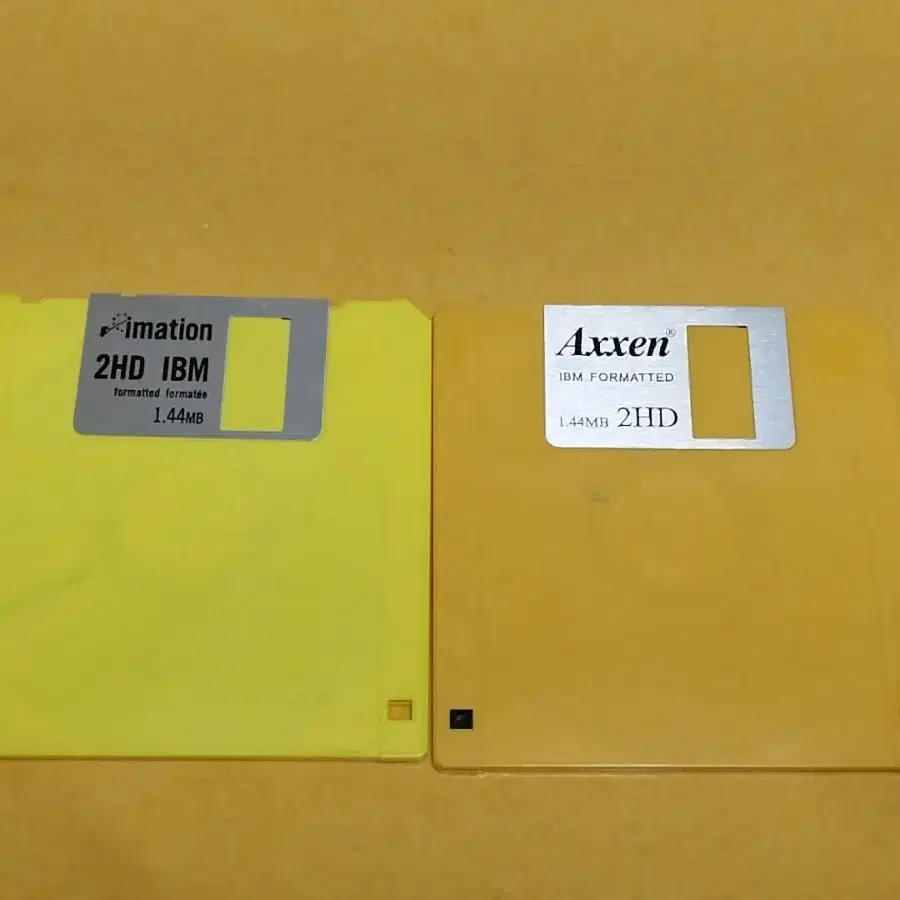 imation
2HD IBM
formatted formatée
1.44MB
Axxen®
IBM FORMATTED
1.44MB 2HD